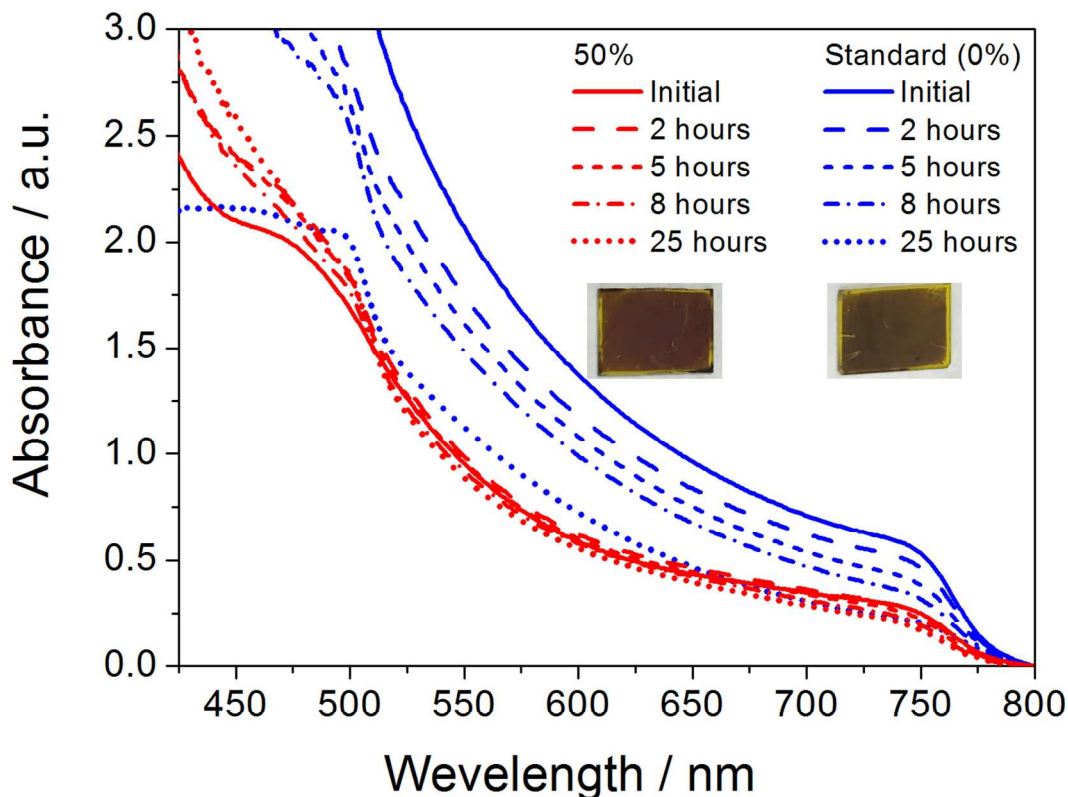 3.0
2.5
2.0
1.5
1.0
0.5
0.0
Absorbance / a.u.
50% Standard (0%)
Initial Initial
2 hours 2 hours
5 hours 5 hours
8 hours 8 hours
25 hours 25 hours
450 500 550 600 650 700 750 800
Wevelength / nm